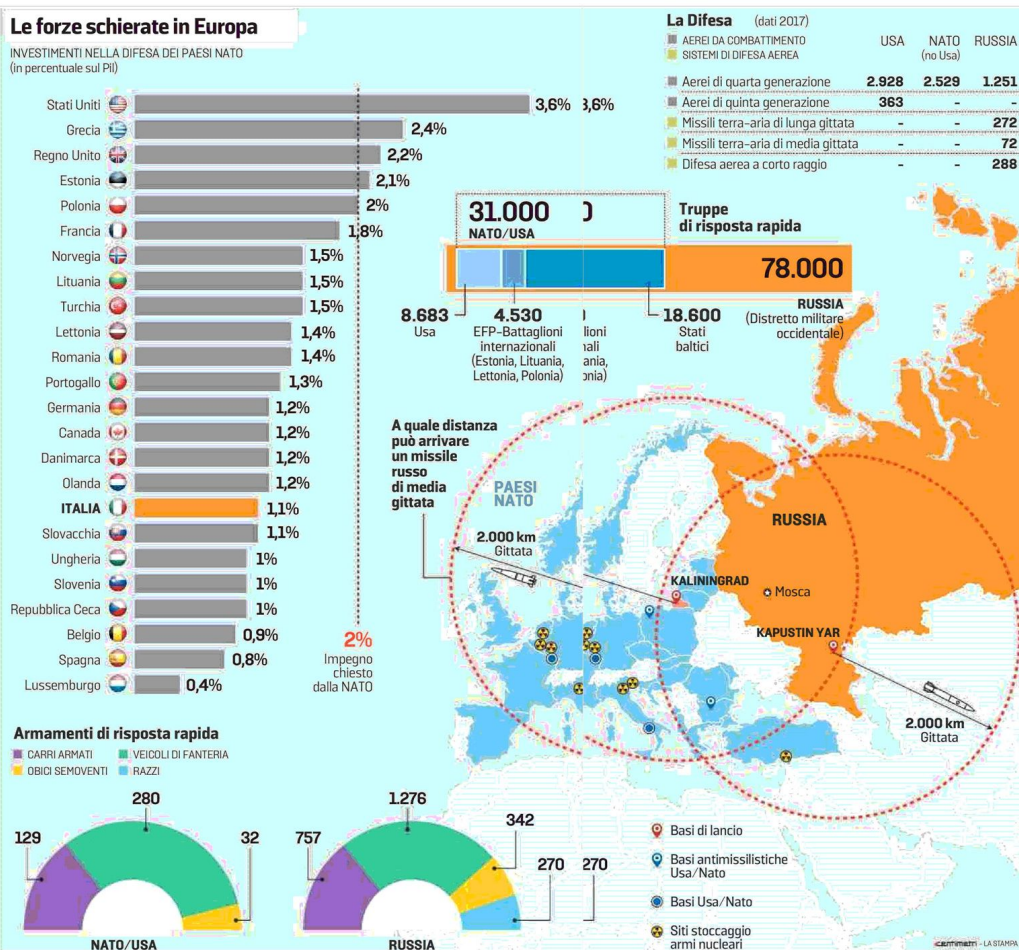 Le forze schierate in Europa
INVESTIMENTI NELLA DIFESA DEI PAESI NATO
(in percentuale sul Pil)
Stati Uniti 3,6% 3,6%
Grecia 2,4%
Regno Unito 2,2%
Estonia 2,1%
Polonia 2%
Francia 1,8%
Norvegia 1,5%
Lituania 1,5%
Turchia 1,5%
Lettonia 1,4%
Romania 1,4%
Portogallo 1,3%
Germania 1,2%
Canada 1,2%
Danimarca 1,2%
Olanda 1,2%
ITALIA 1,1%
Slovacchia 1,1%
Ungheria 1%
Slovenia 1%
Repubblica Ceca 1%
Belgio 0,9%
Spagna 0,8%
Lussemburgo 0,4%
2%
Impegno
chiesto
dalla NATO
La Difesa (dati 2017)
AEREI DA COMBATTIMENTO
SISTEMI DI DIFESA AEREA
USA NATO RUSSIA
(no Usa)
Aerei di quarta generazione 2.928 2.529 1.251
Aerei di quinta generazione 363 - -
Missili terra-aria di lunga gittata - - 272
Missili terra-aria di media gittata - - 72
Difesa aerea a corto raggio - - 288
31.000
NATO/USA
Truppe
di risposta rapida
78.000
RUSSIA
(Distretto militare
occidentale)
8.683
Usa
4.530
EFP-Battaglioni
internazionali
(Estonia, Lituania,
Lettonia, Polonia)
lioni
nali
ania,
onia)
18.600
Stati
baltici
A quale distanza
può arrivare
un missile
russo
di media
gittata
PAESI
NATO
2.000 km
Gittata
RUSSIA
KALININGRAD
Mosca
KAPUSTIN YAR
2.000 km
Gittata
Armamenti di risposta rapida
CARRI ARMATI VEICOLI DI FANTERIA
OBICI SEMOVENTI RAZZI
129
280
32
NATO/USA
757
1.276
342
270 270
RUSSIA
Basi di lancio
Basi antimissilistiche
Usa/Nato
Basi Usa/Nato
Siti stoccaggio
armi nucleari
centimetri - LA STAMPA